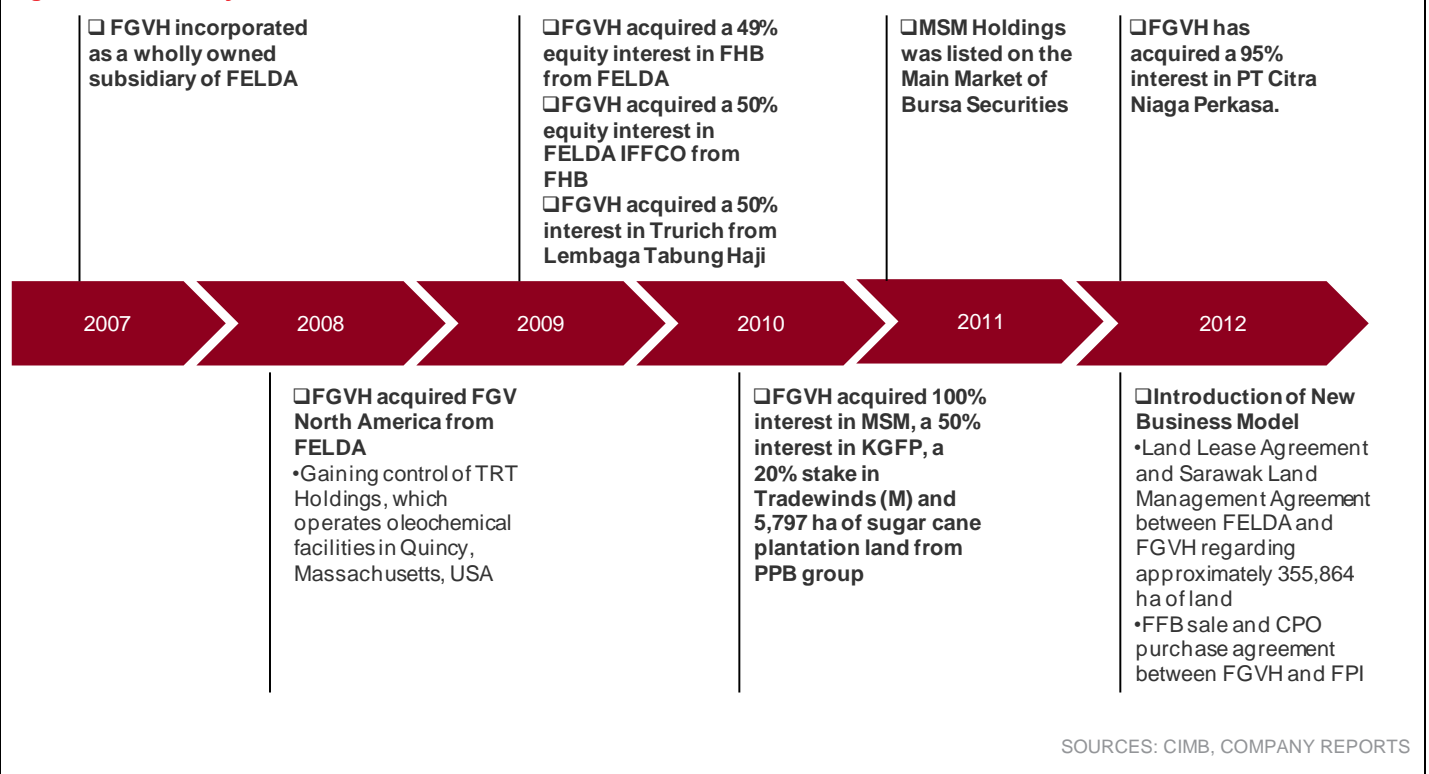 ❑ FGVH incorporated
as a wholly owned
subsidiary of FELDA
❑FGVH acquired a 49%
equity interest in FHB
from FELDA
❑FGVH acquired a 50%
equity interest in
FELDA IFFCO from
FHB
❑FGVH acquired a 50%
interest in Trurich from
Lembaga Tabung Haji
❑MSM Holdings
was listed on the
Main Market of
Bursa Securities
❑FGVH has
acquired a 95%
interest in PT Citra
Niaga Perkasa.
2007
2008
2009
2010
2011
2012
❑FGVH acquired FGV
North America from
FELDA
•Gaining control of TRT
Holdings, which
operates oleochemical
facilities in Quincy,
Massachusetts, USA
❑FGVH acquired 100%
interest in MSM, a 50%
interest in KGFP, a
20% stake in
Tradewinds (M) and
5,797 ha of sugar cane
plantation land from
PPB group
❑Introduction of New
Business Model
•Land Lease Agreement
and Sarawak Land
Management Agreement
between FELDA and
FGVH regarding
approximately 355,864
ha of land
•FFB sale and CPO
purchase agreement
between FGVH and FPI
SOURCES: CIMB, COMPANY REPORTS